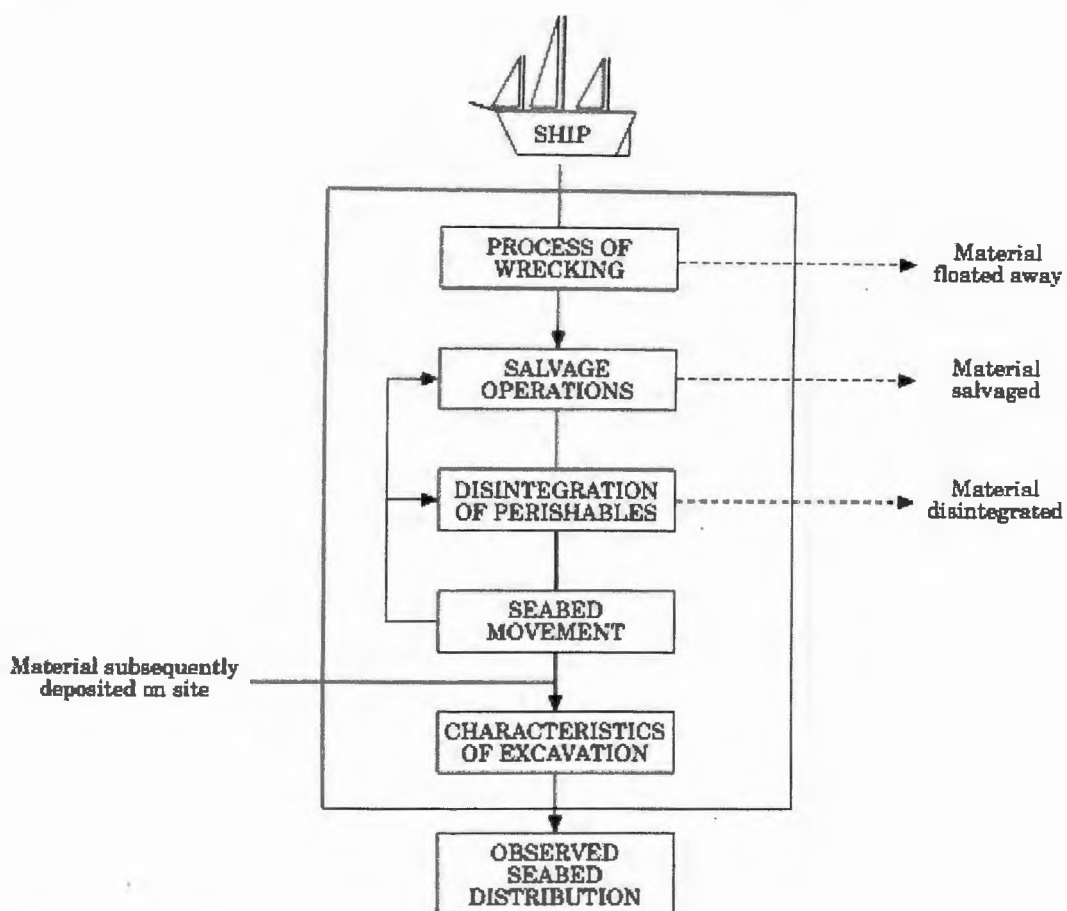 SHIP
PROCESS OF
WRECKING
Material
floated away
SALVAGE
OPERATIONS
Material
salvaged
DISINTEGRATION
OF PERISHABLES
Material
disintegrated
SEABED
MOVEMENT
Material subsequently
deposited on site
CHARACTERISTICS
OF EXCAVATION
OBSERVED
SEABED
DISTRIBUTION